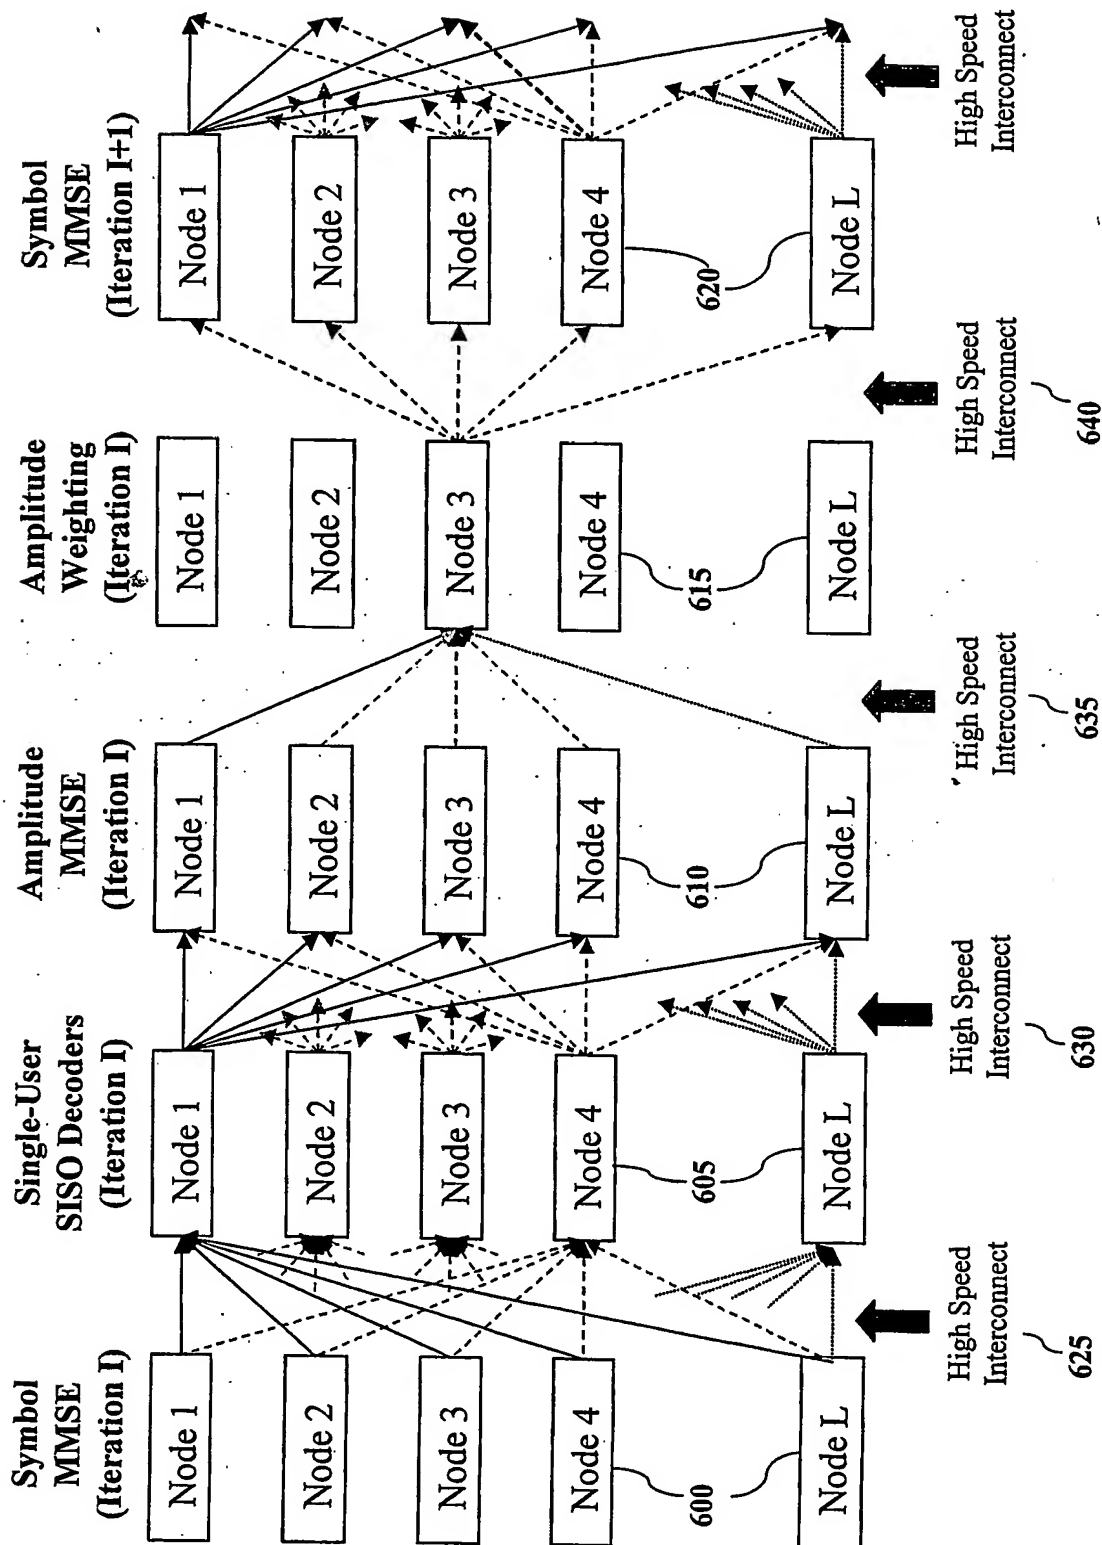 Symbol
MMSE
(Iteration I)
Node 1
Node 2
Node 3
Node 4
600
Node L
High Speed
Interconnect
625
Single-User
SISO Decoders
(Iteration I)
Node 1
Node 2
Node 3
Node 4
605
Node L
High Speed
Interconnect
630
Amplitude
MMSE
(Iteration I)
Node 1
Node 2
Node 3
Node 4
610
Node L
High Speed
Interconnect
635
Amplitude
Weighting
(Iteration I)
Node 1
Node 2
Node 3
Node 4
615
Node L
High Speed
Interconnect
640
Symbol
MMSE
(Iteration I+1)
Node 1
Node 2
Node 3
Node 4
620
Node L
High Speed
Interconnect